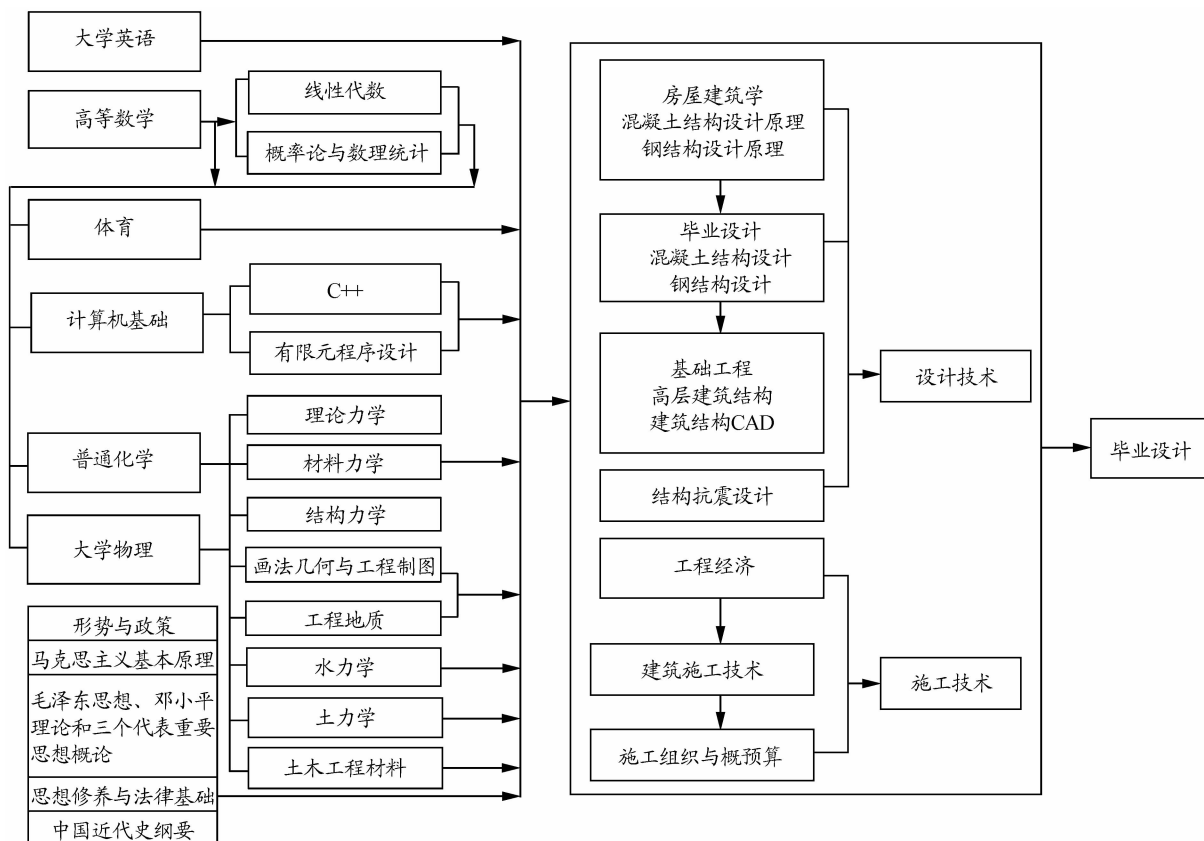 大学英语
高等数学
线性代数
概率论与数理统计
体育
计算机基础
C++
有限元程序设计
普通化学
大学物理
理论力学
材料力学
结构力学
画法几何与工程制图
工程地质
水力学
土力学
土木工程材料
形势与政策
马克思主义基本原理
毛泽东思想、邓小平
理论和三个代表重要
思想概论
思想修养与法律基础
中国近代史纲要
房屋建筑学
混凝土结构设计原理
钢结构设计原理
毕业设计
混凝土结构设计
钢结构设计
基础工程
高层建筑结构
建筑结构CAD
结构抗震设计
设计技术
工程经济
建筑施工技术
施工组织与概预算
施工技术
毕业设计